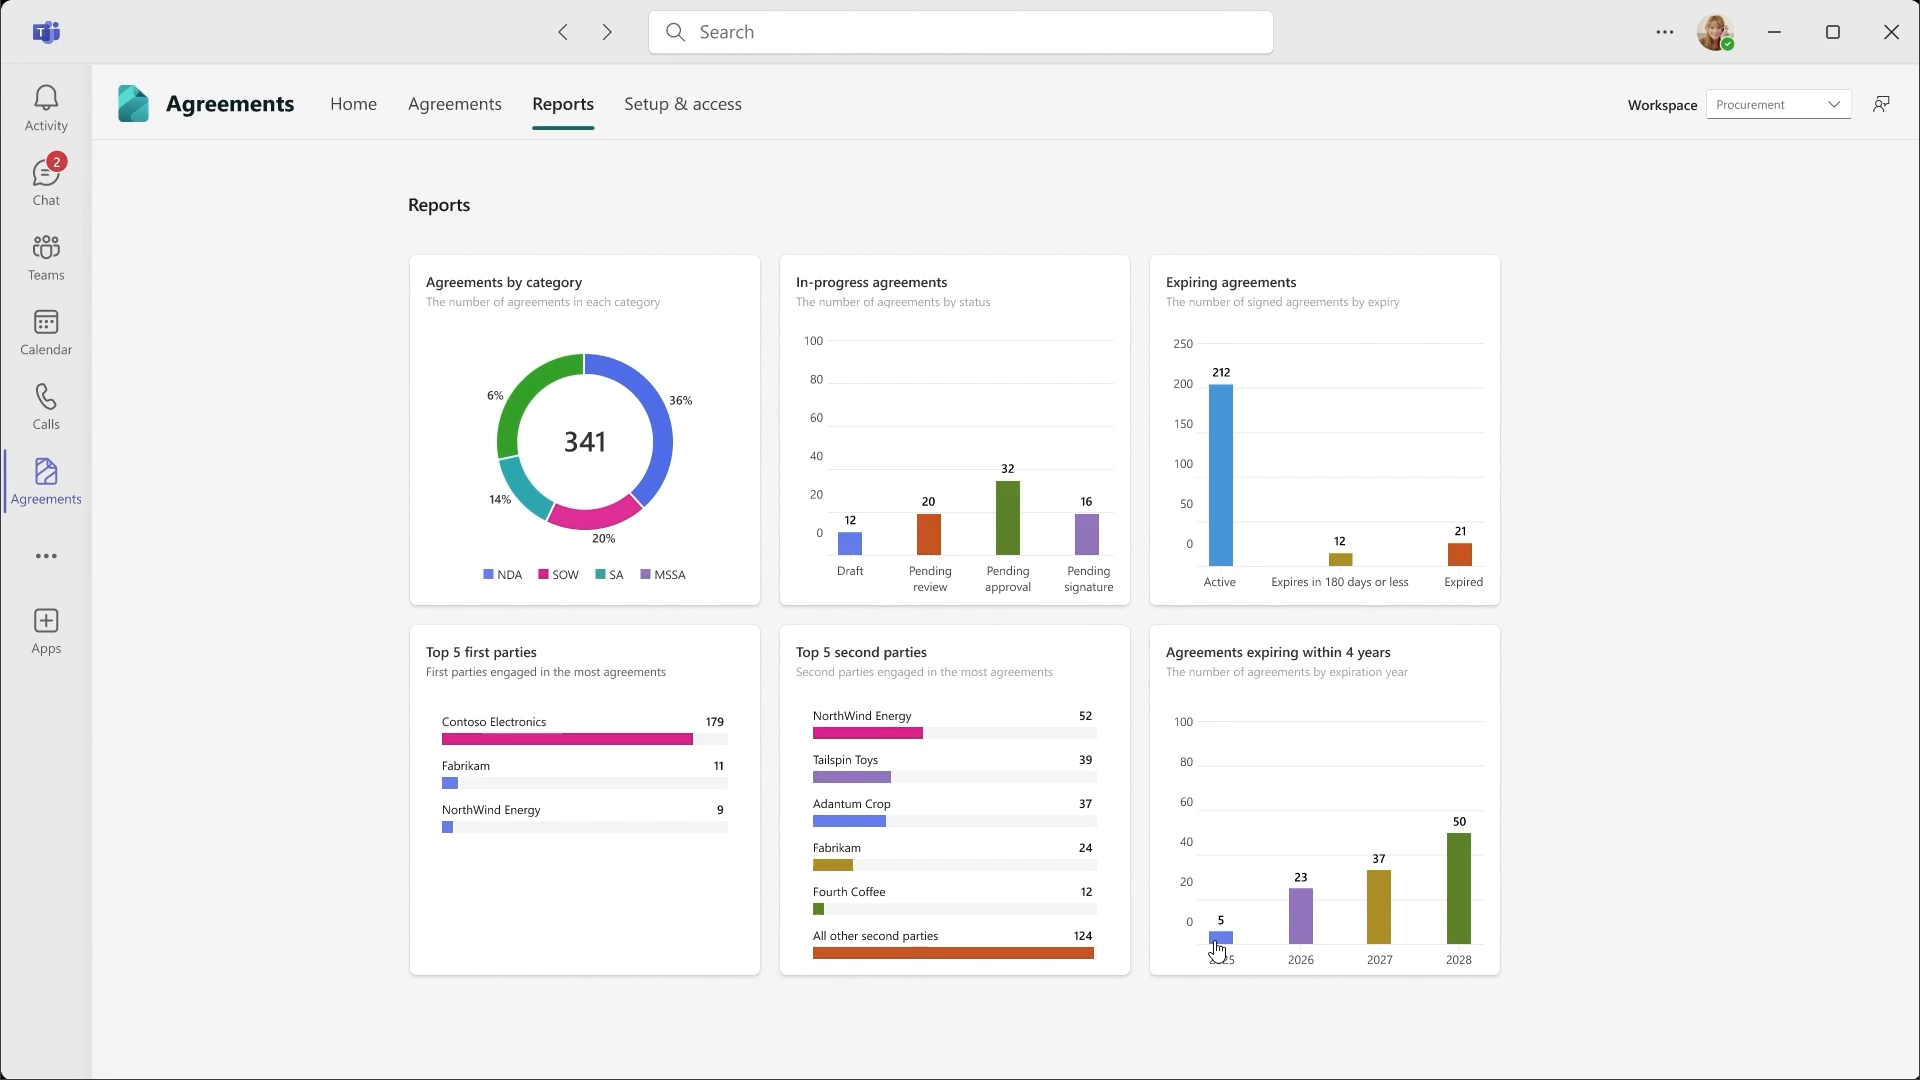 Search
Activity
2
Chat
Teams
Calendar
Calls
Agreements
Apps
Agreements
Home
Agreements
Reports
Setup & access
Workspace
Procurement
Reports
Agreements by category
The number of agreements in each category
6%
36%
341
14%
20%
NDA SOW SA MSSA
In-progress agreements
The number of agreements by status
100
80
60
40
20
0
12
20
32
16
Draft
Pending review
Pending approval
Pending signature
Expiring agreements
The number of signed agreements by expiry
250
200
150
100
50
0
212
12
21
Active
Expires in 180 days or less
Expired
Top 5 first parties
First parties engaged in the most agreements
Contoso Electronics 179
Fabrikam 11
NorthWind Energy 9
Top 5 second parties
Second parties engaged in the most agreements
NorthWind Energy 52
Tailspin Toys 39
Adantum Crop 37
Fabrikam 24
Fourth Coffee 12
All other second parties 124
Agreements expiring within 4 years
The number of agreements by expiration year
100
80
60
40
20
0
5
23
37
50
2026
2027
2028